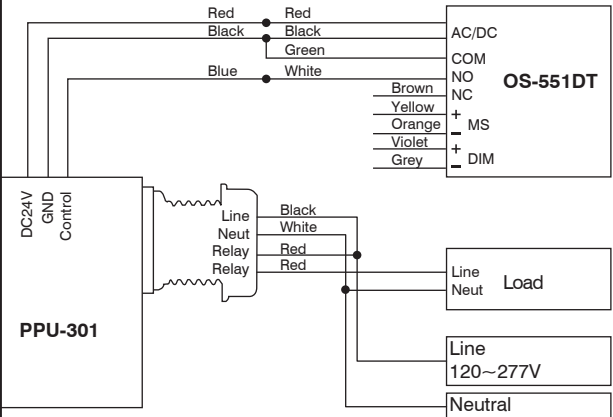 Red Red
Black Black
Green
Blue White
Brown
Yellow
Orange
Violet
Grey
AC/DC
COM
NO
NC
+ MS
−
+ DIM
−
OS-551DT
DC24V
GND
Control
PPU-301
Line Black
Neut White
Relay Red
Relay Red
Line
Neut
Load
Line
120~277V
Neutral